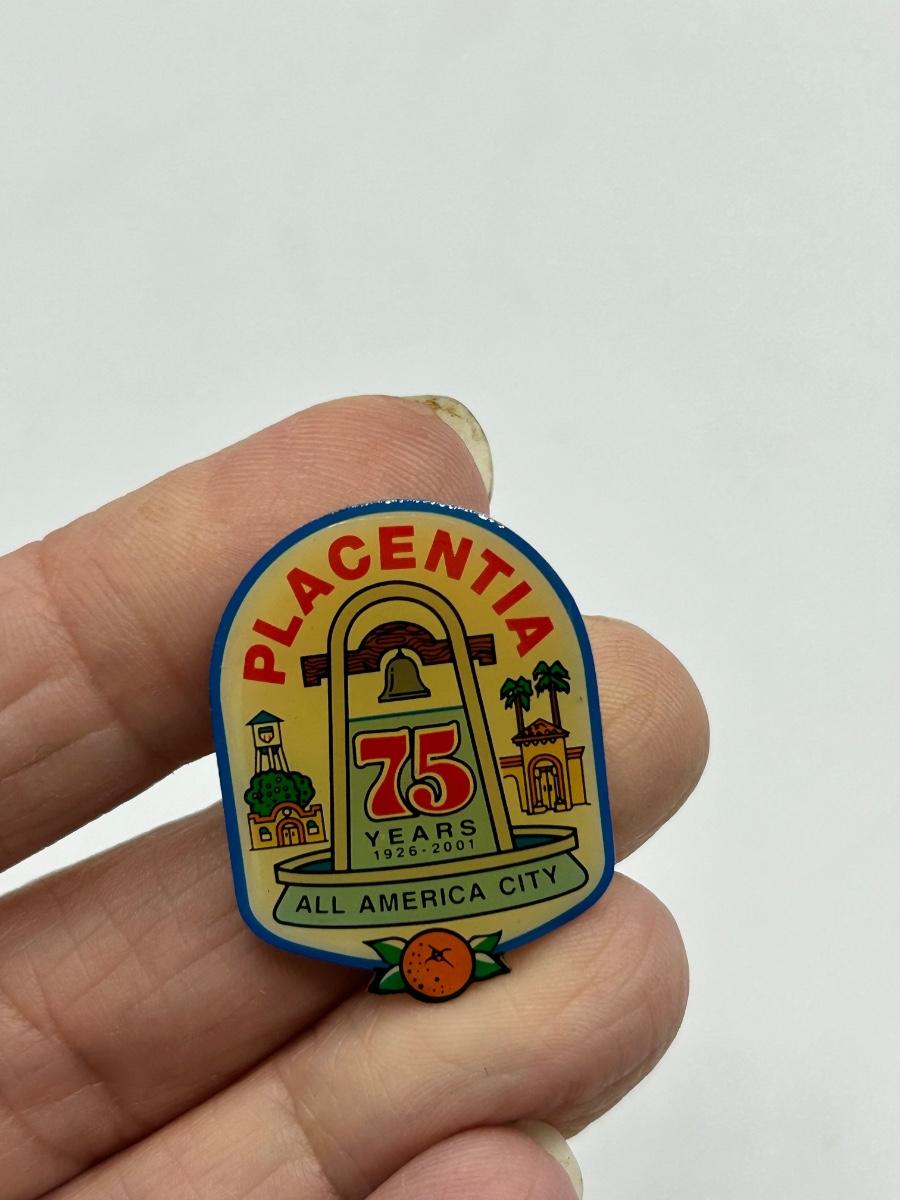 PLACENTIA
75
YEARS
1926-2001
ALL AMERICA CITY